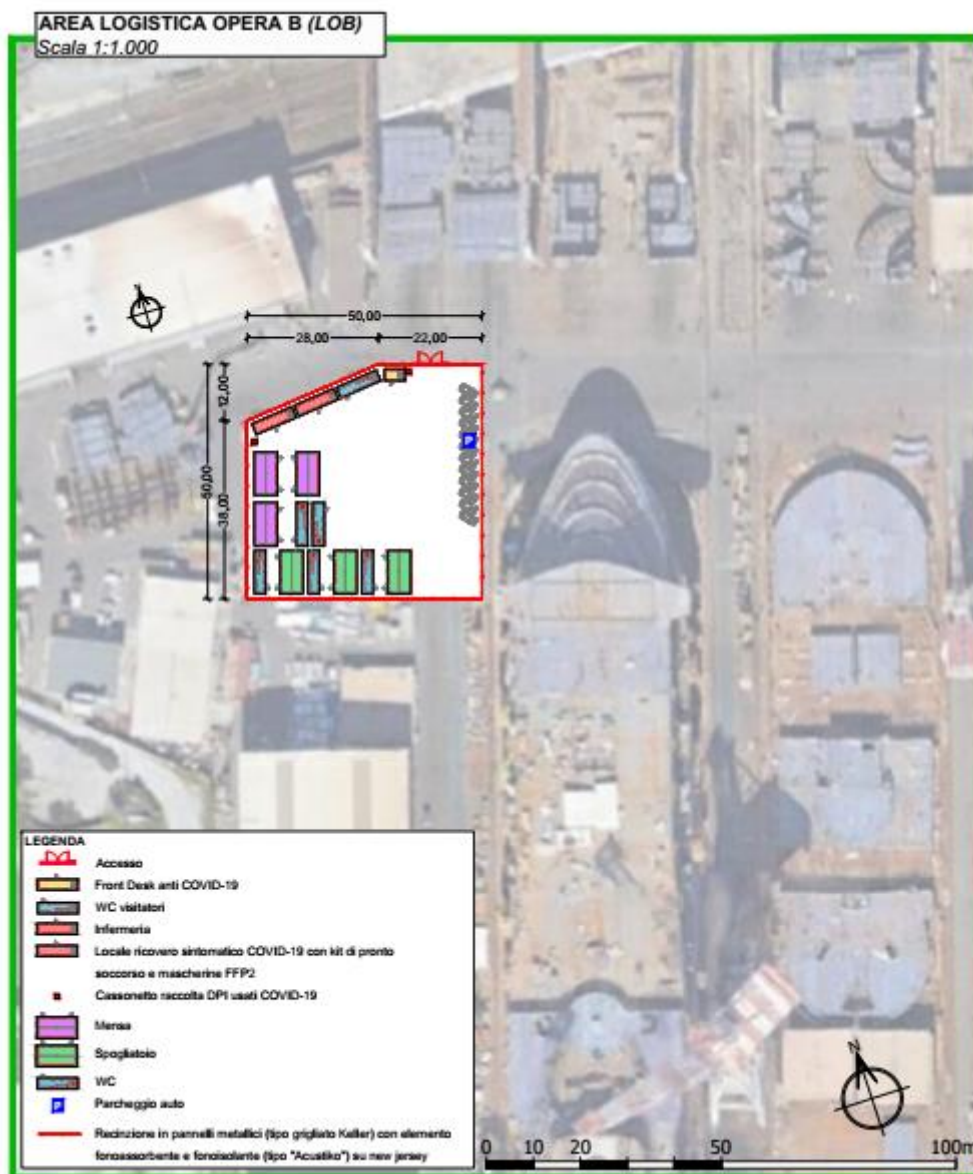 AREA LOGISTICA OPERA B (LOB)
Scala 1:1.000
50,00
28,00
22,00
12,00
50,00
38,00
P
LEGENDA
Accesso
Front Desk anti COVID-19
WC visitatori
Infermeria
Locale ricovero sintomatico COVID-19 con kit di pronto
soccorso e mascherine FFP2
Cassonetto raccolta DPI usati COVID-19
Mensa
Spogliatoio
WC
P
Parcheggio auto
Recinzione in pannelli metallici (tipo grigliato Keller) con elemento
fonoassorbente e fonoisolante (tipo "Acustiko") su new jersey
N
0 10 20 50 100m